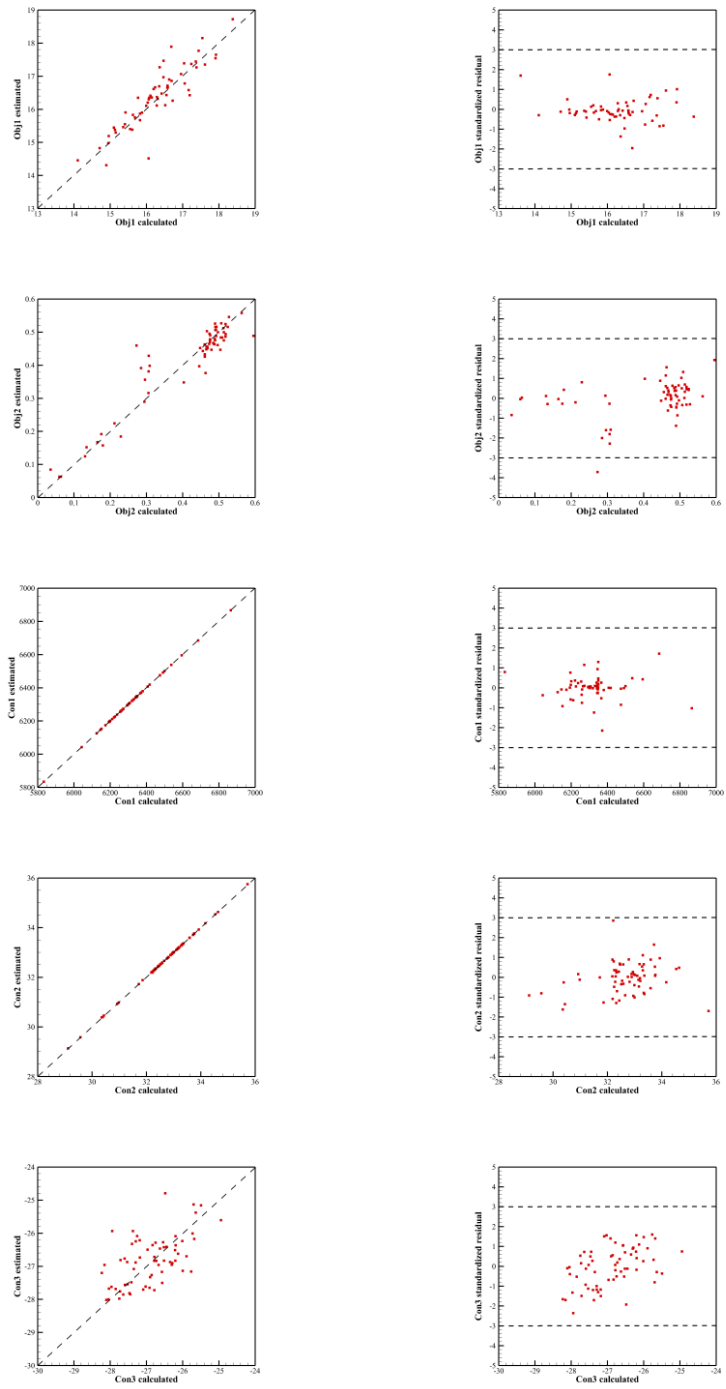 Obj1 estimated
19
18
17
16
15
14
13
13 14 15 16 17 18 19
Obj1 calculated
Obj1 standardized residual
5
4
3
2
1
0
-1
-2
-3
-4
-5
13 14 15 16 17 18 19
Obj1 calculated
Obj2 estimated
0.6
0.5
0.4
0.3
0.2
0.1
0
0 0.1 0.2 0.3 0.4 0.5 0.6
Obj2 calculated
Obj2 standardized residual
5
4
3
2
1
0
-1
-2
-3
-4
-5
0 0.1 0.2 0.3 0.4 0.5 0.6
Obj2 calculated
Con1 estimated
7000
6800
6600
6400
6200
6000
5800
5800 6000 6200 6400 6600 6800 7000
Con1 calculated
Con1 standardized residual
5
4
3
2
1
0
-1
-2
-3
-4
-5
5800 6000 6200 6400 6600 6800 7000
Con1 calculated
Con2 estimated
36
34
32
30
28
28 30 32 34 36
Con2 calculated
Con2 standardized residual
5
4
3
2
1
0
-1
-2
-3
-4
-5
28 30 32 34 36
Con2 calculated
Con3 estimated
-24
-25
-26
-27
-28
-29
-30
-30 -29 -28 -27 -26 -25 -24
Con3 calculated
Con3 standardized residual
5
4
3
2
1
0
-1
-2
-3
-4
-5
-30 -29 -28 -27 -26 -25 -24
Con3 calculated